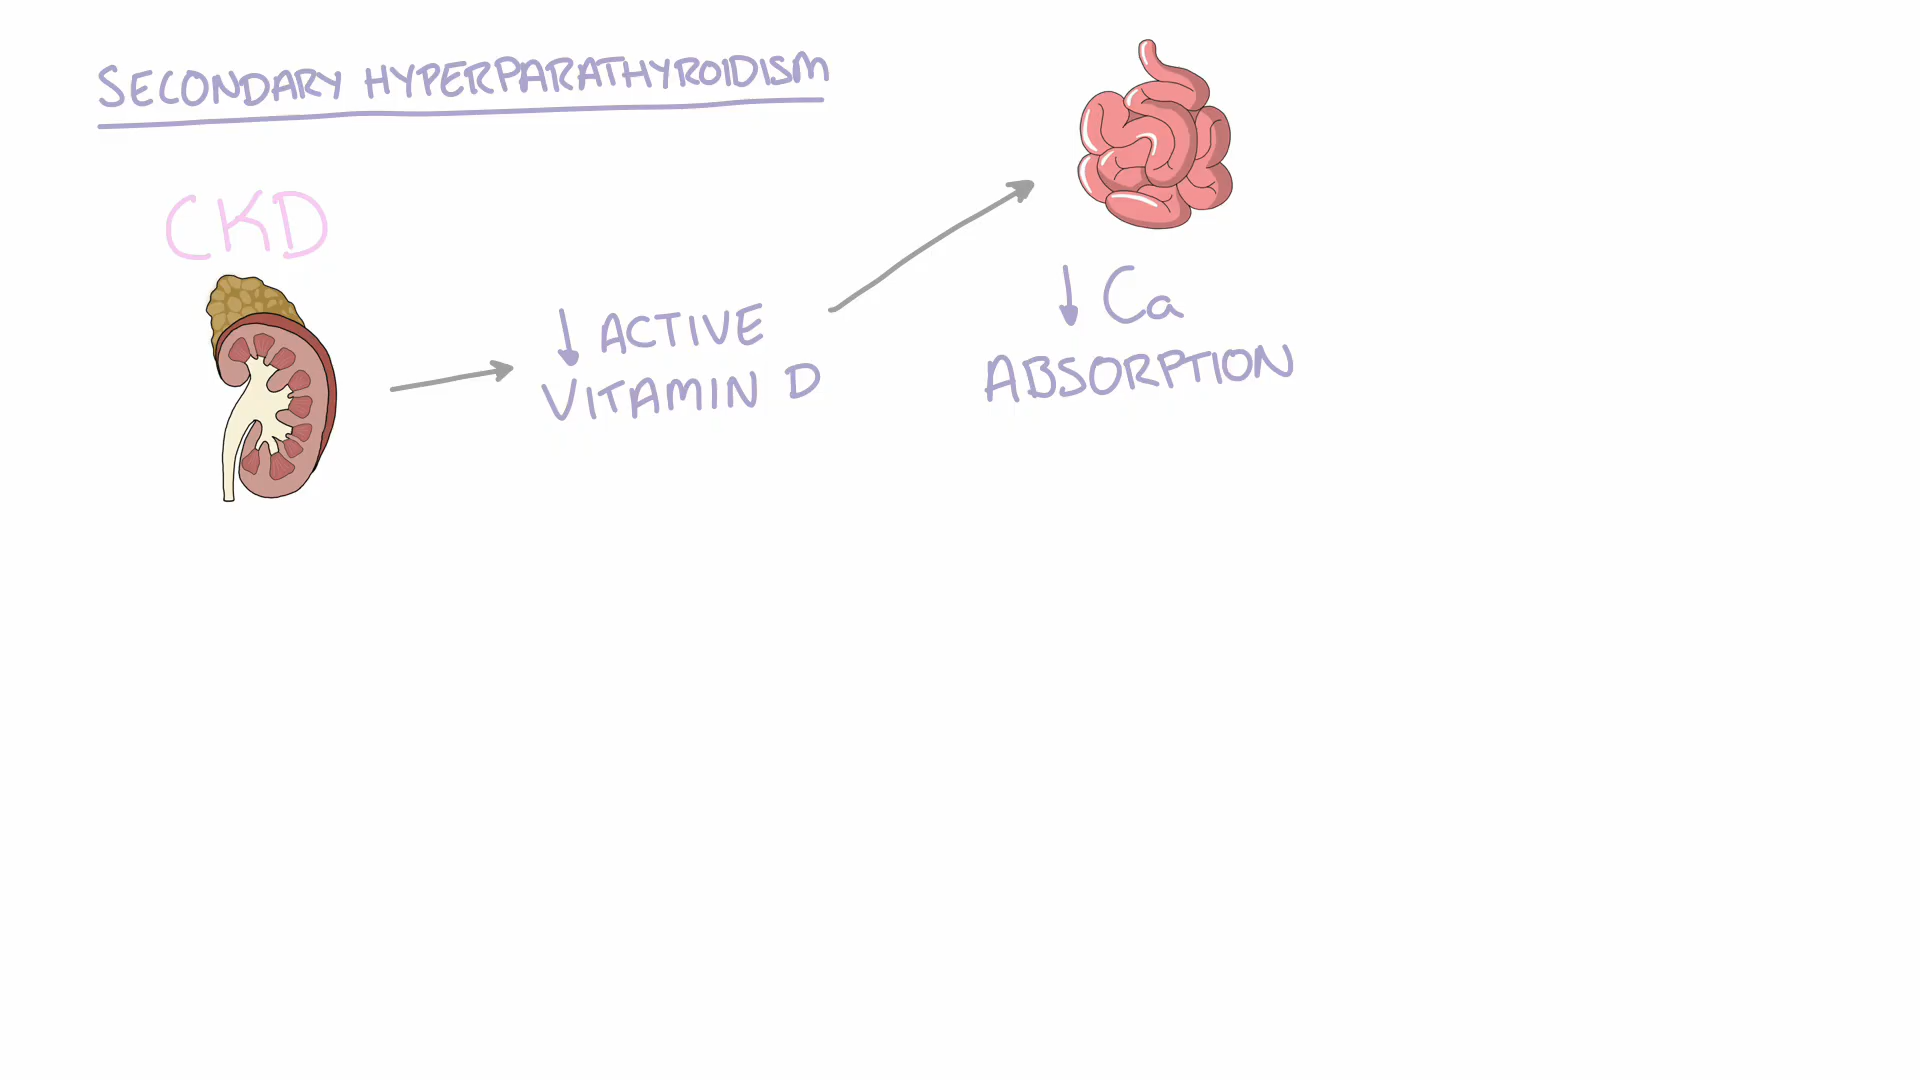 SECONDARY HYPERPARATHYROIDISM
CKD
↓ ACTIVE
VITAMIN D
↓ Ca
ABSORPTION